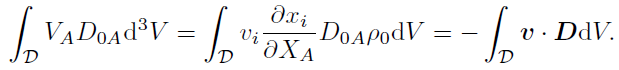 ∫_𝒟 V_A D_{0A} d³V = ∫_𝒟 v_i ∂x_i/∂X_A D_{0A} ρ_0 dV = − ∫_𝒟 𝒗 · 𝑫 dV.